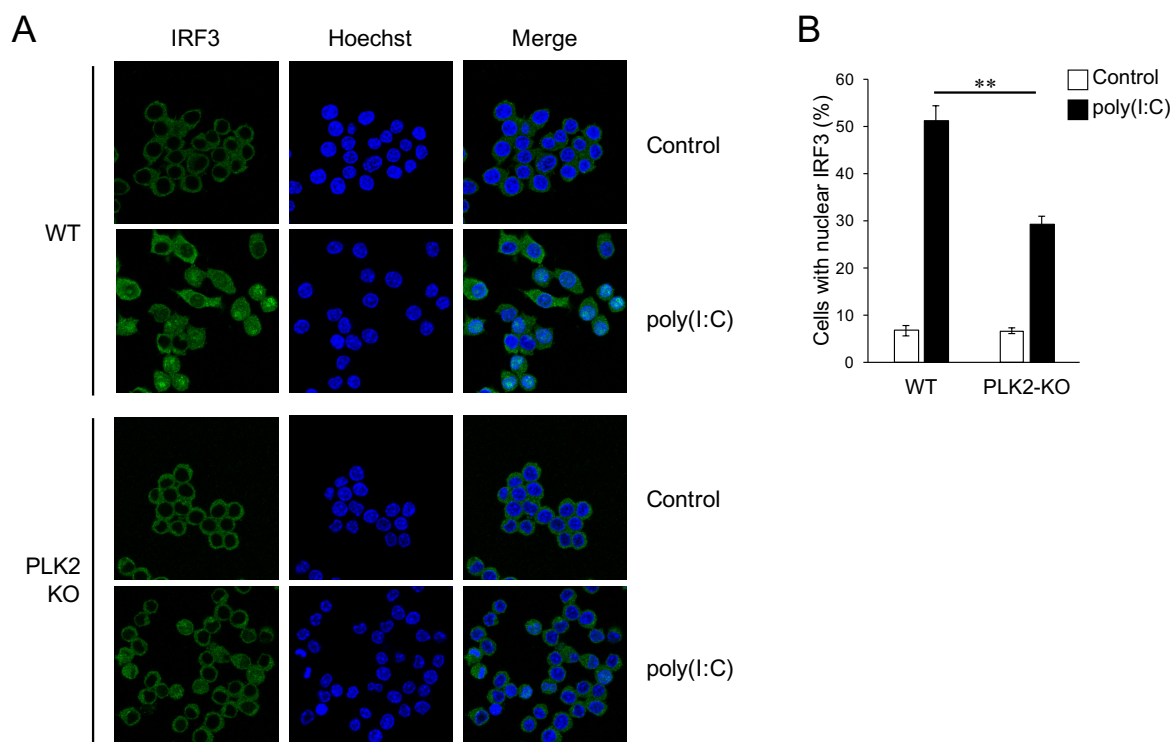 A
IRF3 Hoechst Merge
WT
Control
poly(I:C)
PLK2
KO
Control
poly(I:C)
B
Control
poly(I:C)
**
Cells with nuclear IRF3 (%)
60
50
40
30
20
10
0
WT PLK2-KO